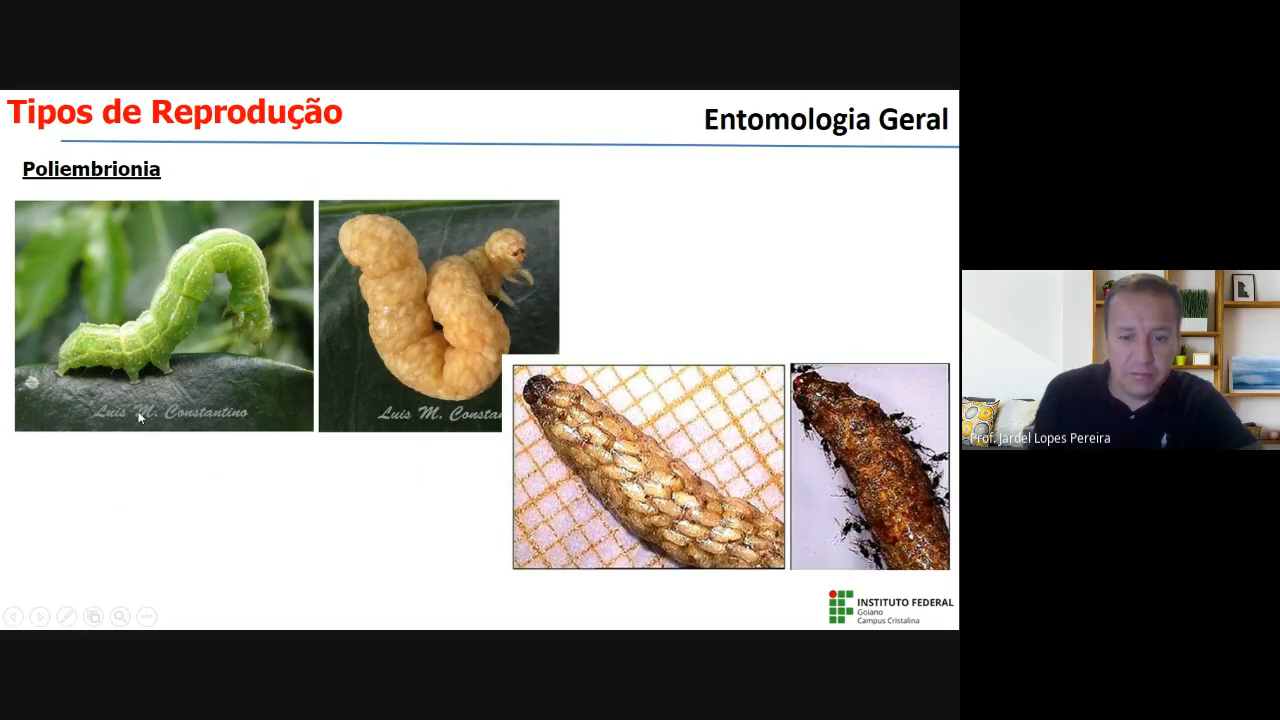 Tipos de Reprodução
Entomologia Geral
Poliembrionia
Luis M. Constantino
Luis M. Constan
Prof. Jardel Lopes Pereira
INSTITUTO FEDERAL
Goiano
Campus Cristalina